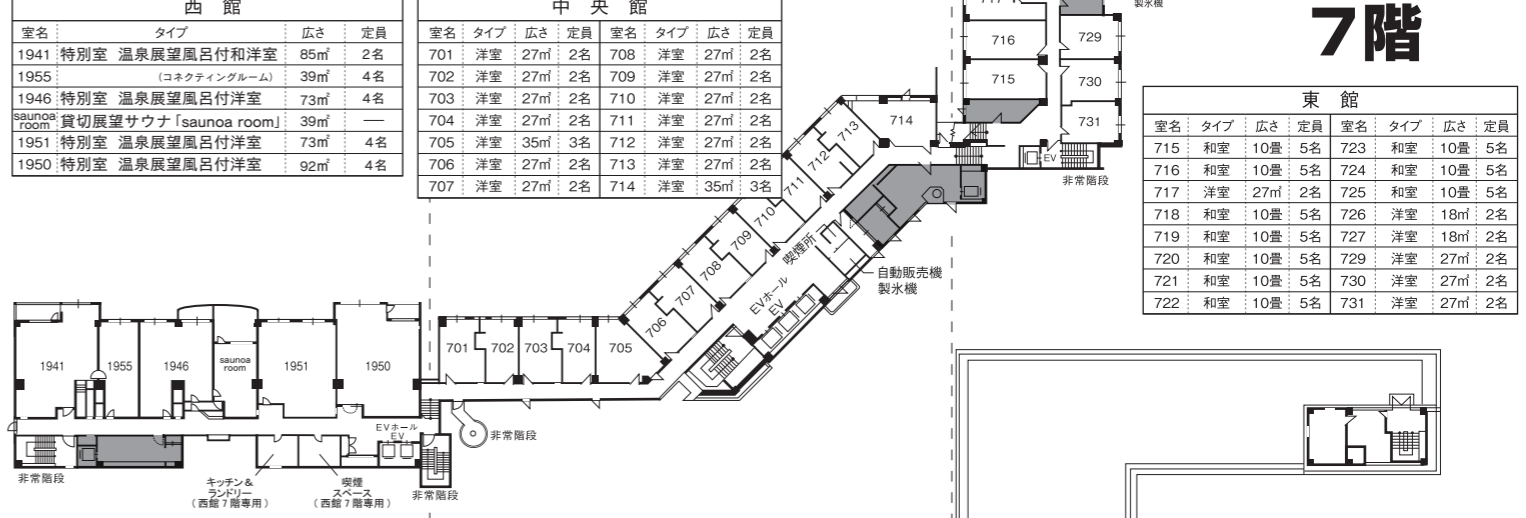 西館
室名 タイプ 広さ 定員
1941 特別室 温泉展望風呂付和洋室 85㎡ 2名
1955 (コネクティングルーム) 39㎡ 4名
1946 特別室 温泉展望風呂付洋室 73㎡ 4名
saunoa room 貸切展望サウナ「saunoa room」 39㎡ ―
1951 特別室 温泉展望風呂付洋室 73㎡ 4名
1950 特別室 温泉展望風呂付洋室 92㎡ 4名
中央館
室名 タイプ 広さ 定員 室名 タイプ 広さ 定員
701 洋室 27㎡ 2名 708 洋室 27㎡ 2名
702 洋室 27㎡ 2名 709 洋室 27㎡ 2名
703 洋室 27㎡ 2名 710 洋室 27㎡ 2名
704 洋室 27㎡ 2名 711 洋室 27㎡ 2名
705 洋室 35㎡ 3名 712 洋室 27㎡ 2名
706 洋室 27㎡ 2名 713 洋室 27㎡ 2名
707 洋室 27㎡ 2名 714 洋室 35㎡ 3名
7階
東館
室名 タイプ 広さ 定員 室名 タイプ 広さ 定員
715 和室 10畳 5名 723 和室 10畳 5名
716 和室 10畳 5名 724 和室 10畳 5名
717 洋室 27㎡ 2名 725 和室 10畳 5名
718 和室 10畳 5名 726 洋室 18㎡ 2名
719 和室 10畳 5名 727 洋室 18㎡ 2名
720 和室 10畳 5名 729 洋室 27㎡ 2名
721 和室 10畳 5名 730 洋室 27㎡ 2名
722 和室 10畳 5名 731 洋室 27㎡ 2名
製氷機
716
729
715
730
731
EV
非常階段
714
713
712
711
710
709
708
707
706
喫煙所
自動販売機
製氷機
EVホール
EV
701
702
703
704
705
1941
1955
1946
saunoa
room
1951
1950
EVホール
EV
非常階段
非常階段
キッチン&
ランドリー
(西館7階専用)
喫煙
スペース
(西館7階専用)
非常階段